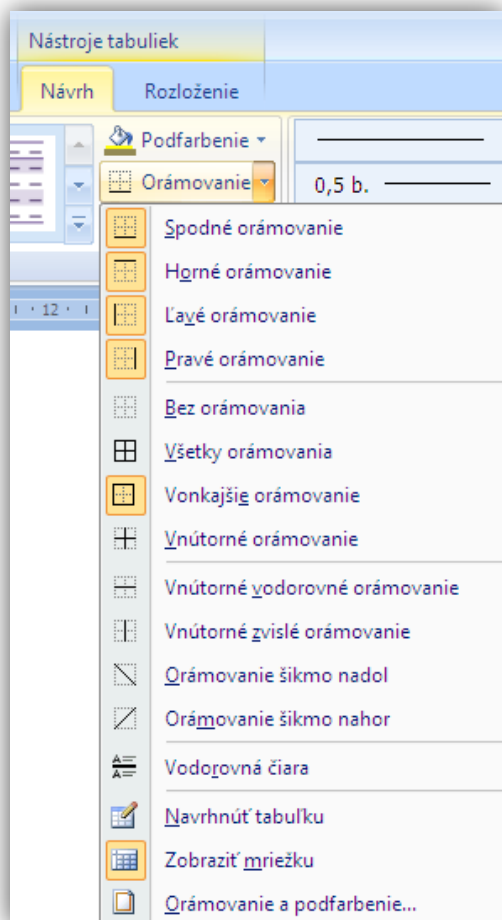 Nástroje tabuliek
Návrh Rozloženie
Podfarbenie
Orámovanie 0,5 b.
Spodné orámovanie
Horné orámovanie
Ľavé orámovanie
Pravé orámovanie
Bez orámovania
Všetky orámovania
Vonkajšie orámovanie
Vnútorné orámovanie
Vnútorné vodorovné orámovanie
Vnútorné zvislé orámovanie
Orámovanie šikmo nadol
Orámovanie šikmo nahor
Vodorovná čiara
Navrhnúť tabuľku
Zobraziť mriežku
Orámovanie a podfarbenie...
12